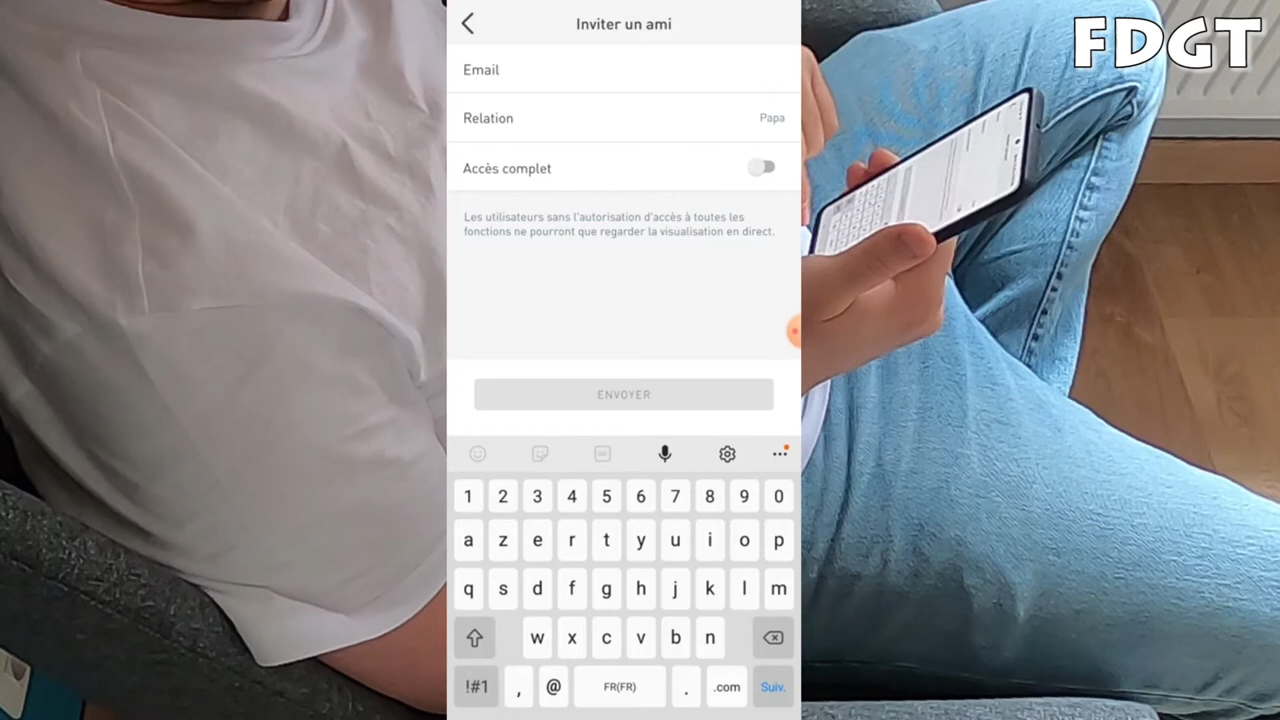 Inviter un ami
FDGT
Email
Relation Papa
Accès complet
Les utilisateurs sans l'autorisation d'accès à toutes les
fonctions ne pourront que regarder la visualisation en direct.
ENVOYER
1 2 3 4 5 6 7 8 9 0
a z e r t y u i o p
q s d f g h j k l m
w x c v b n
!#1 , @ FR(FR) . .com Suiv.